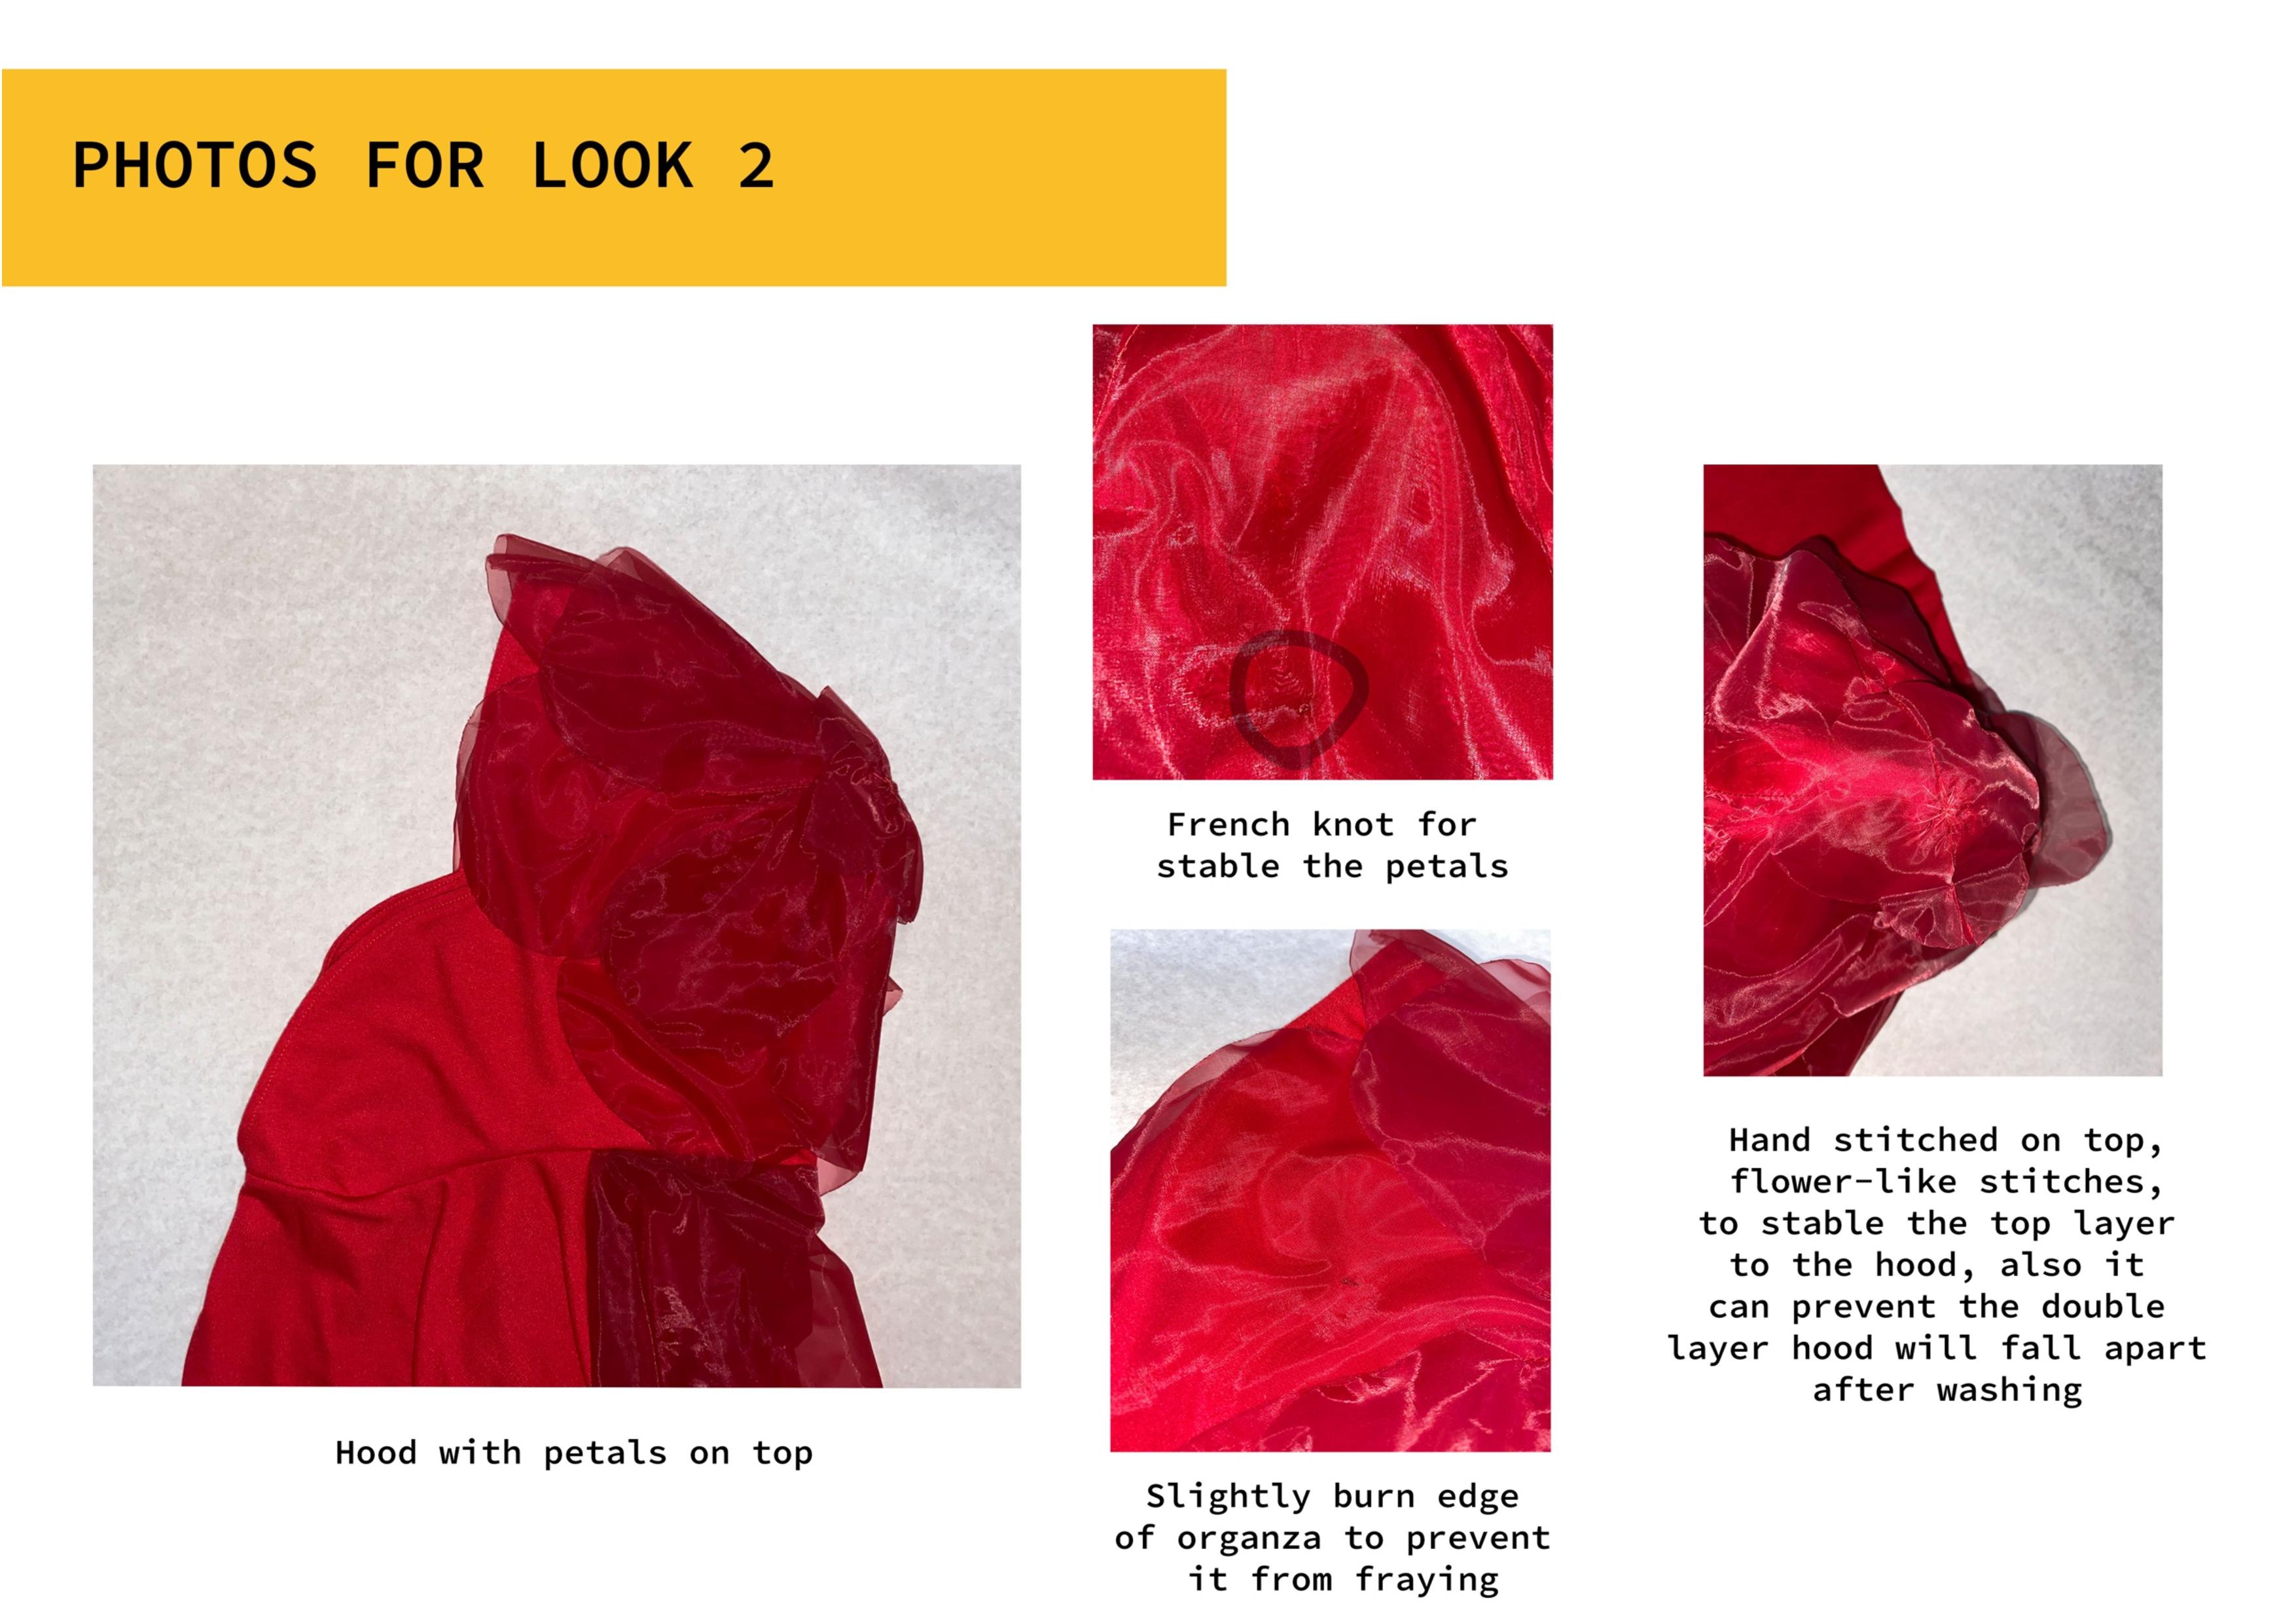 PHOTOS FOR LOOK 2
Hood with petals on top
French knot for
stable the petals
Slightly burn edge
of organza to prevent
it from fraying
Hand stitched on top,
flower-like stitches,
to stable the top layer
to the hood, also it
can prevent the double
layer hood will fall apart
after washing